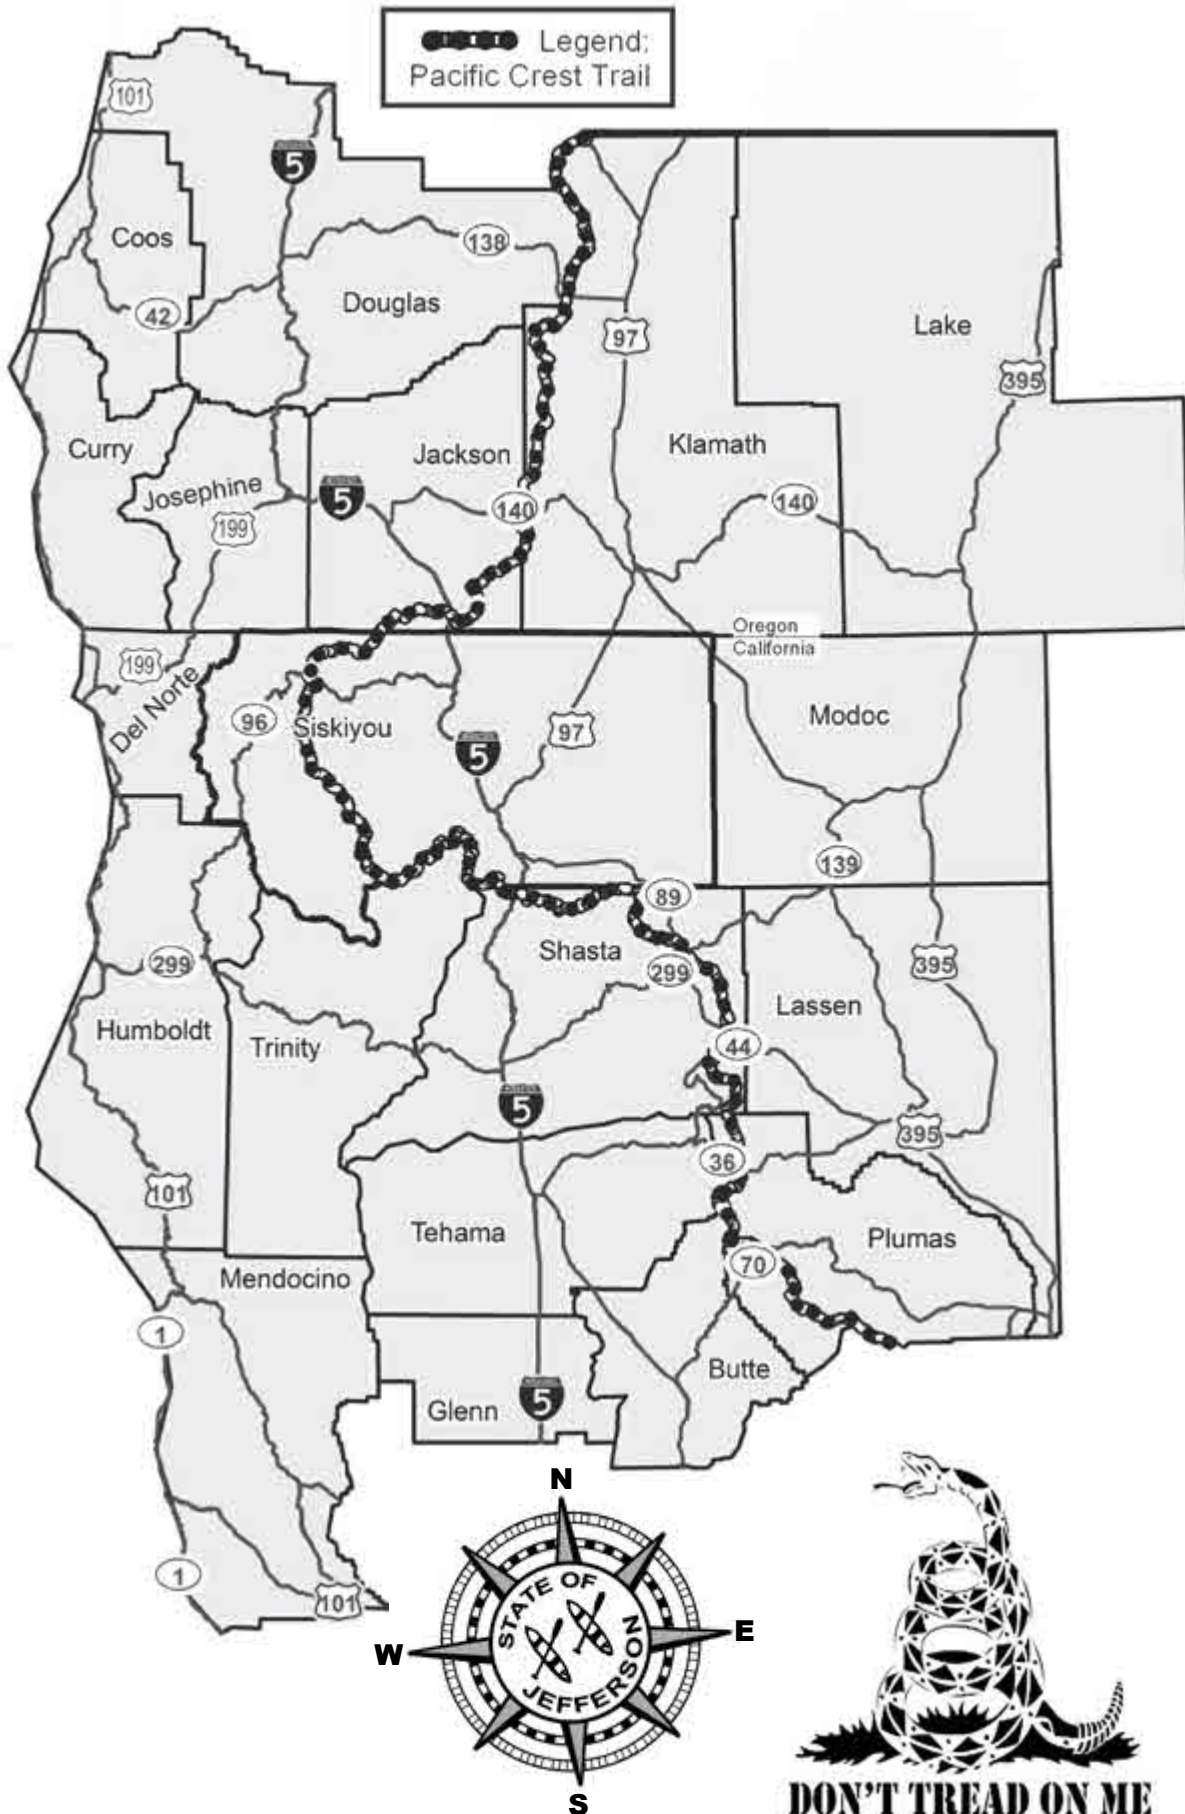 Legend:
Pacific Crest Trail
101
5
Coos
138
42
Douglas
97
Lake
395
Curry
Jackson
Klamath
Josephine
5
140
140
199
Oregon
California
199
Del Norte
96
Siskiyou
97
Modoc
5
139
89
Shasta
299
299
395
Lassen
Humboldt
Trinity
44
5
36
395
101
Tehama
Plumas
70
Mendocino
1
Butte
5
Glenn
N
STATE OF
JEFFERSON
W
E
S
1
101
DON'T TREAD ON ME